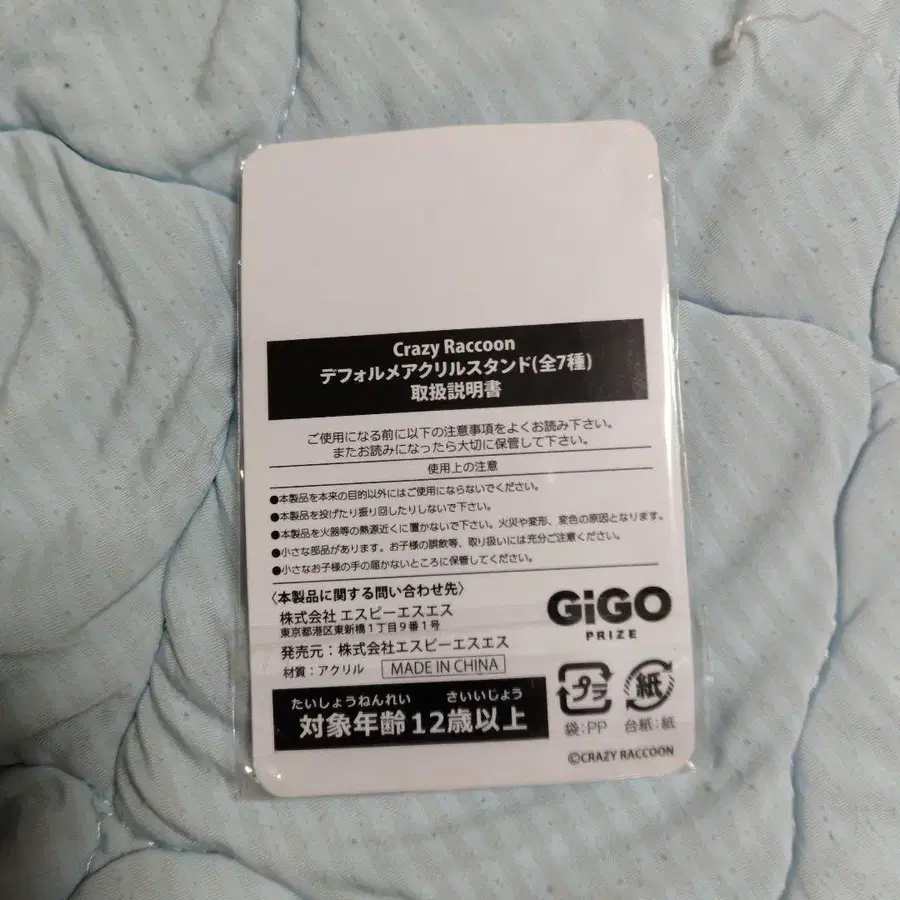 Crazy Raccoon
デフォルメアクリルスタンド(全7種)
取扱説明書
ご使用になる前に以下の注意事項をよくお読み下さい。
またお読みになったら大切に保管して下さい。
使用上の注意
●本製品を本来の目的以外にはご使用にならないでください。
●本製品を投げたり振り回したりしないで下さい。
●本製品を火器等の熱源近くに置かないで下さい。火災や変形、変色の原因となります。
●小さな部品があります。お子様の誤飲等、取り扱いには充分ご注意ください。
●小さなお子様の手の届かないところに保管してください。
〈本製品に関する問い合わせ先〉
株式会社 エスピーエスエス
東京都港区東新橋1丁目9番1号
発売元:株式会社エスピーエスエス
材質:アクリル MADE IN CHINA
たいしょうねんれい さいいじょう
対象年齢12歳以上
GiGO
PRIZE
プラ 紙
袋:PP 台紙:紙
©CRAZY RACCOON